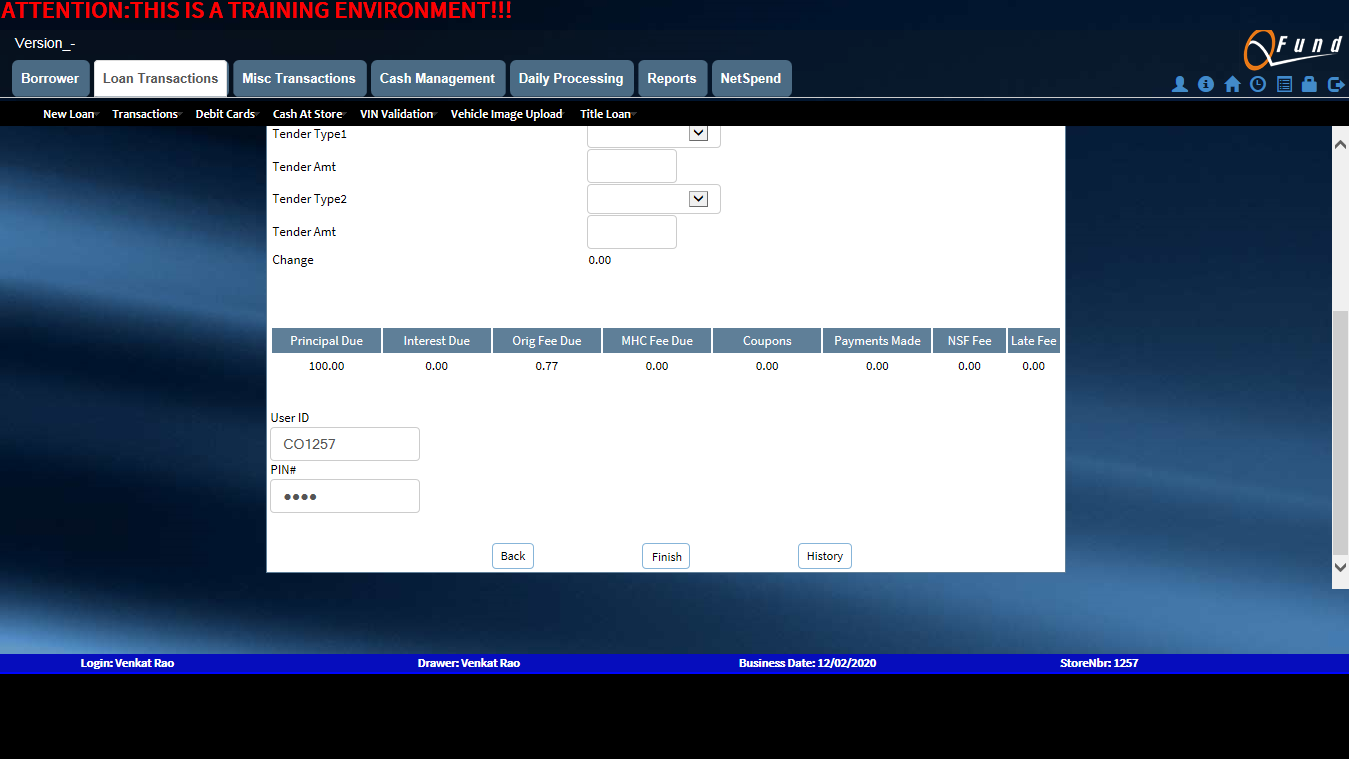 ATTENTION:THIS IS A TRAINING ENVIRONMENT!!!
Version_-
Fund
Borrower Loan Transactions Misc Transactions Cash Management Daily Processing Reports NetSpend
New Loan Transactions Debit Cards Cash At Store VIN Validation Vehicle Image Upload Title Loan
Tender Type1
Tender Amt
Tender Type2
Tender Amt
Change 0.00
Principal Due Interest Due Orig Fee Due MHC Fee Due Coupons Payments Made NSF Fee Late Fee
100.00 0.00 0.77 0.00 0.00 0.00 0.00 0.00
User ID
CO1257
PIN#
●●●●
Back Finish History
Login: Venkat Rao Drawer: Venkat Rao Business Date: 12/02/2020 StoreNbr: 1257